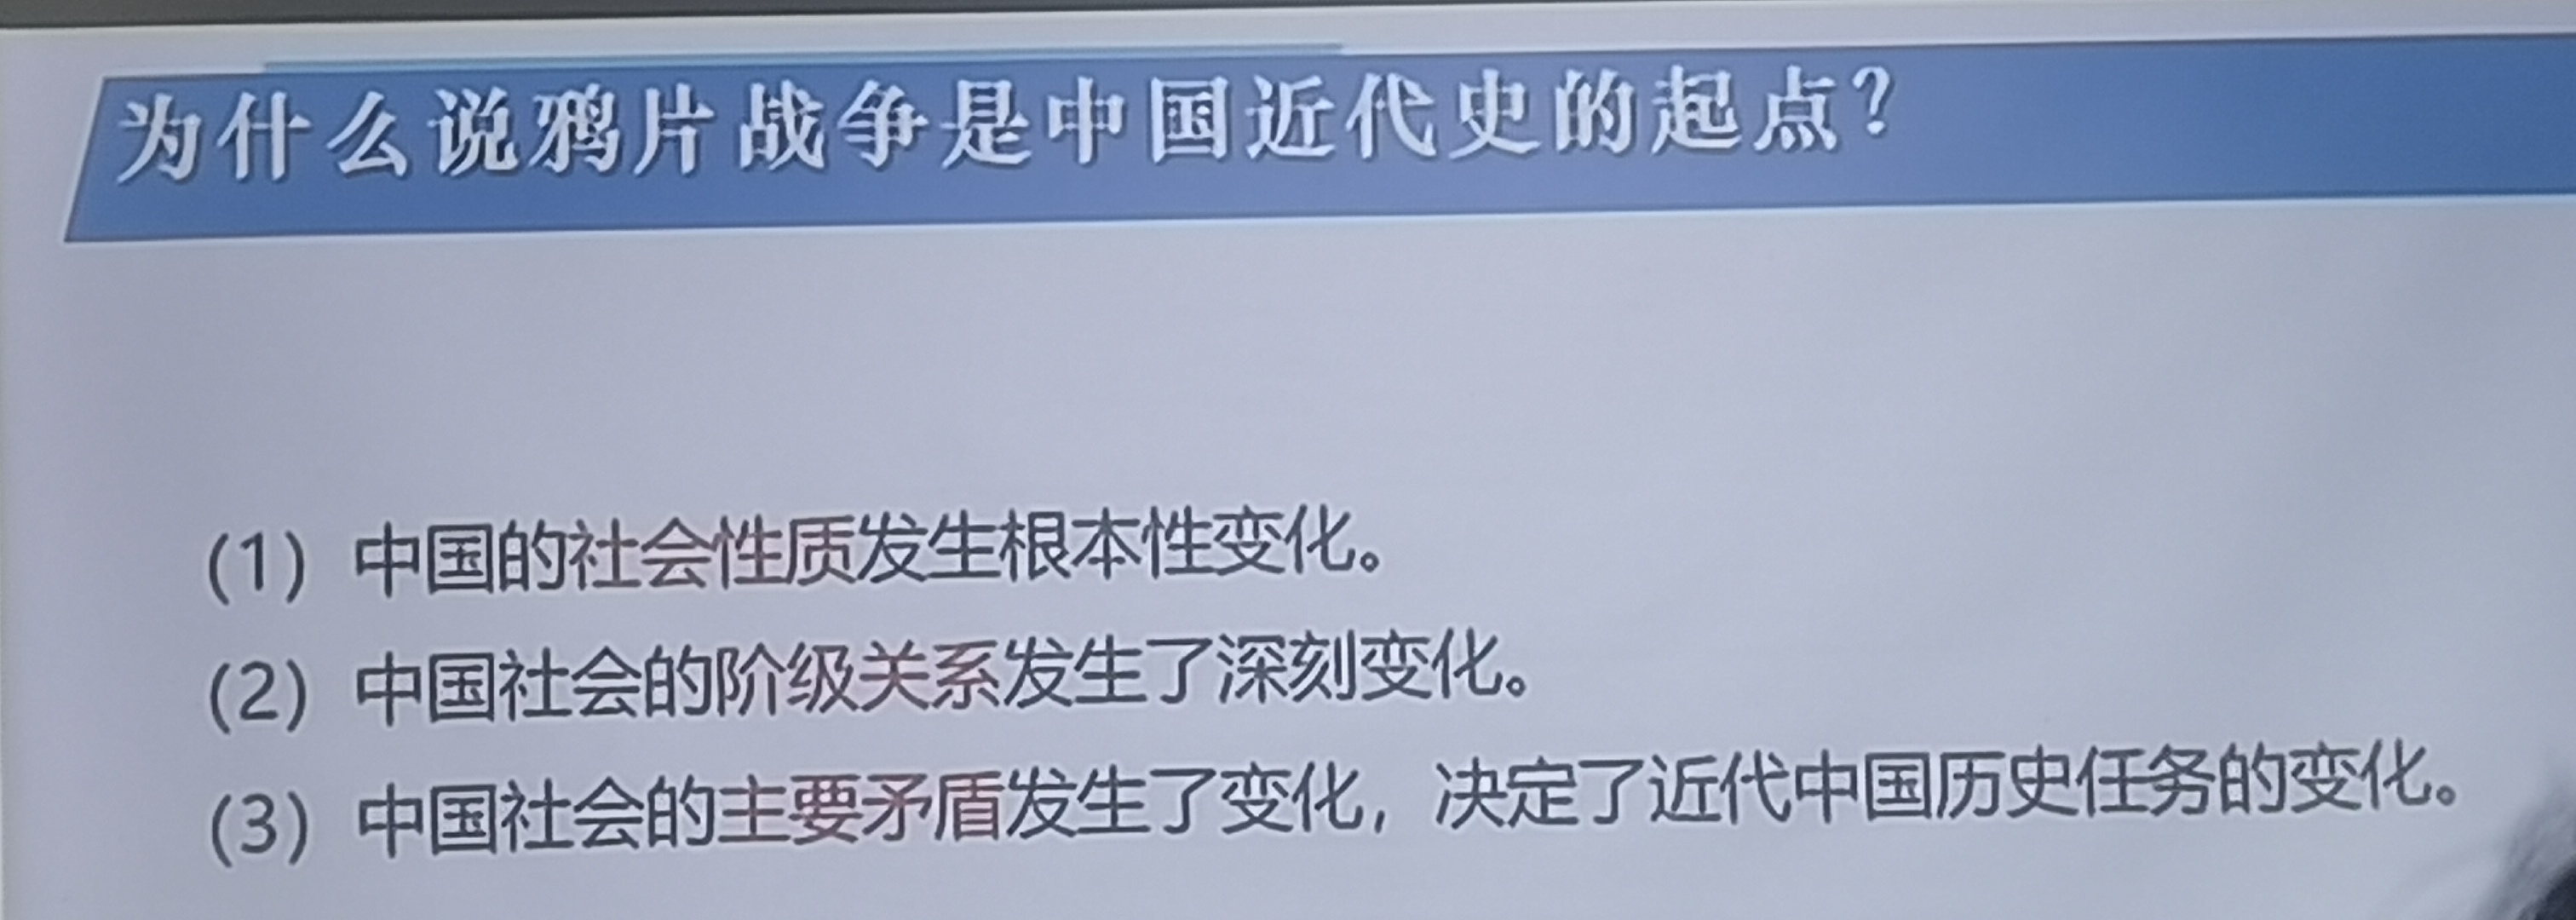 为什么说鸦片战争是中国近代史的起点？
（1）中国的社会性质发生根本性变化。
（2）中国社会的阶级关系发生了深刻变化。
（3）中国社会的主要矛盾发生了变化，决定了近代中国历史任务的变化。